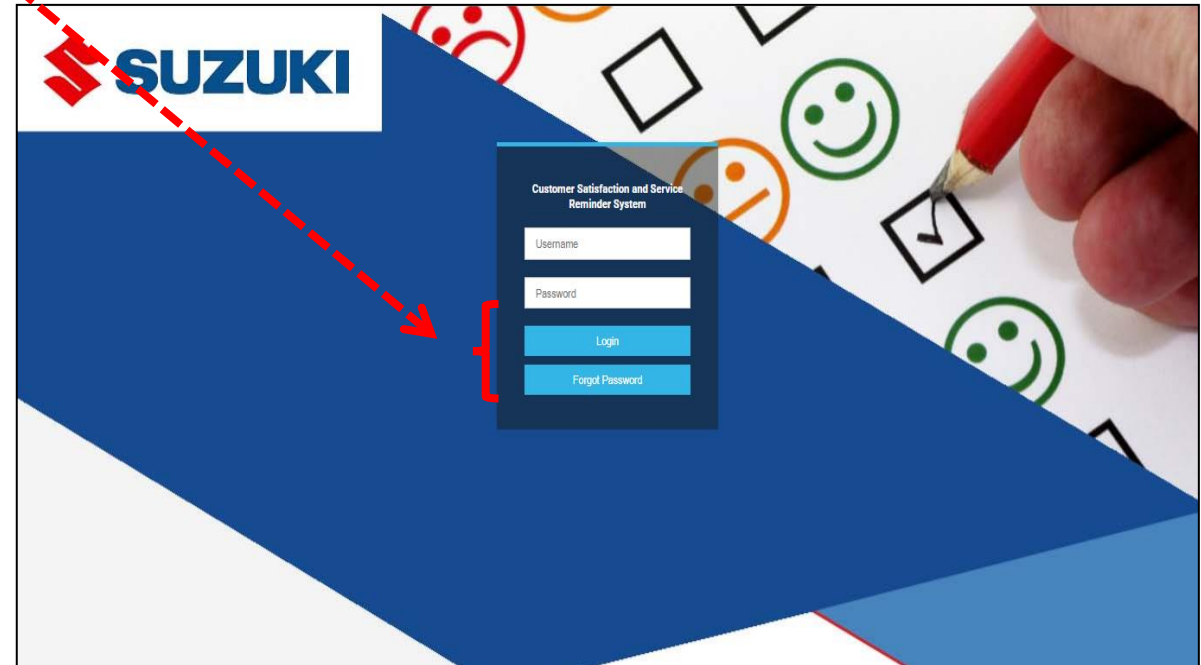 SUZUKI
Customer Satisfaction and Service
Reminder System
Username
Password
Login
Forgot Password